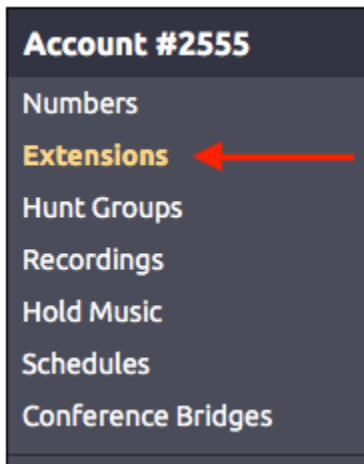 Account #2555
Numbers
Extensions
Hunt Groups
Recordings
Hold Music
Schedules
Conference Bridges